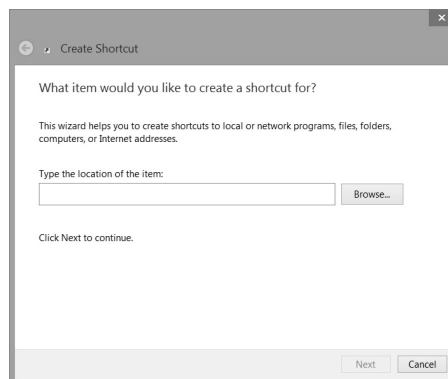 Create Shortcut
What item would you like to create a shortcut for?
This wizard helps you to create shortcuts to local or network programs, files, folders,
computers, or Internet addresses.
Type the location of the item:
Browse...
Click Next to continue.
Next
Cancel